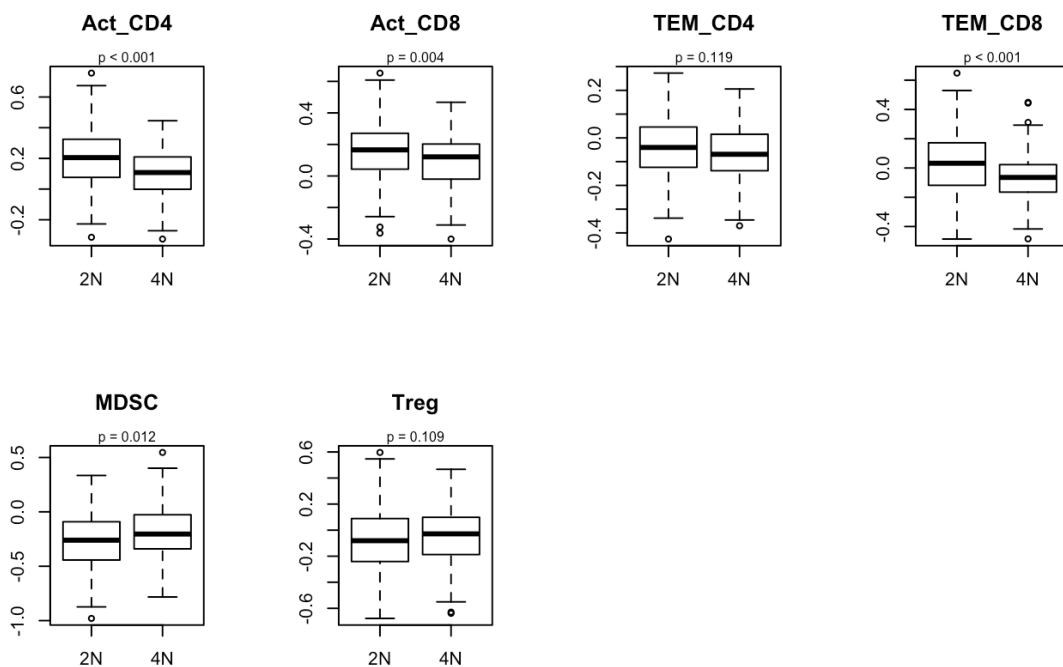 Act_CD4
p < 0.001
0.6
0.2
-0.2
2N 4N
Act_CD8
p = 0.004
0.4
0.0
-0.4
2N 4N
TEM_CD4
p = 0.119
0.2
0.0
-0.2
-0.4
2N 4N
TEM_CD8
p < 0.001
0.4
0.0
-0.4
2N 4N
MDSC
p = 0.012
0.5
0.0
-0.5
-1.0
2N 4N
Treg
p = 0.109
0.6
0.2
-0.2
-0.6
2N 4N